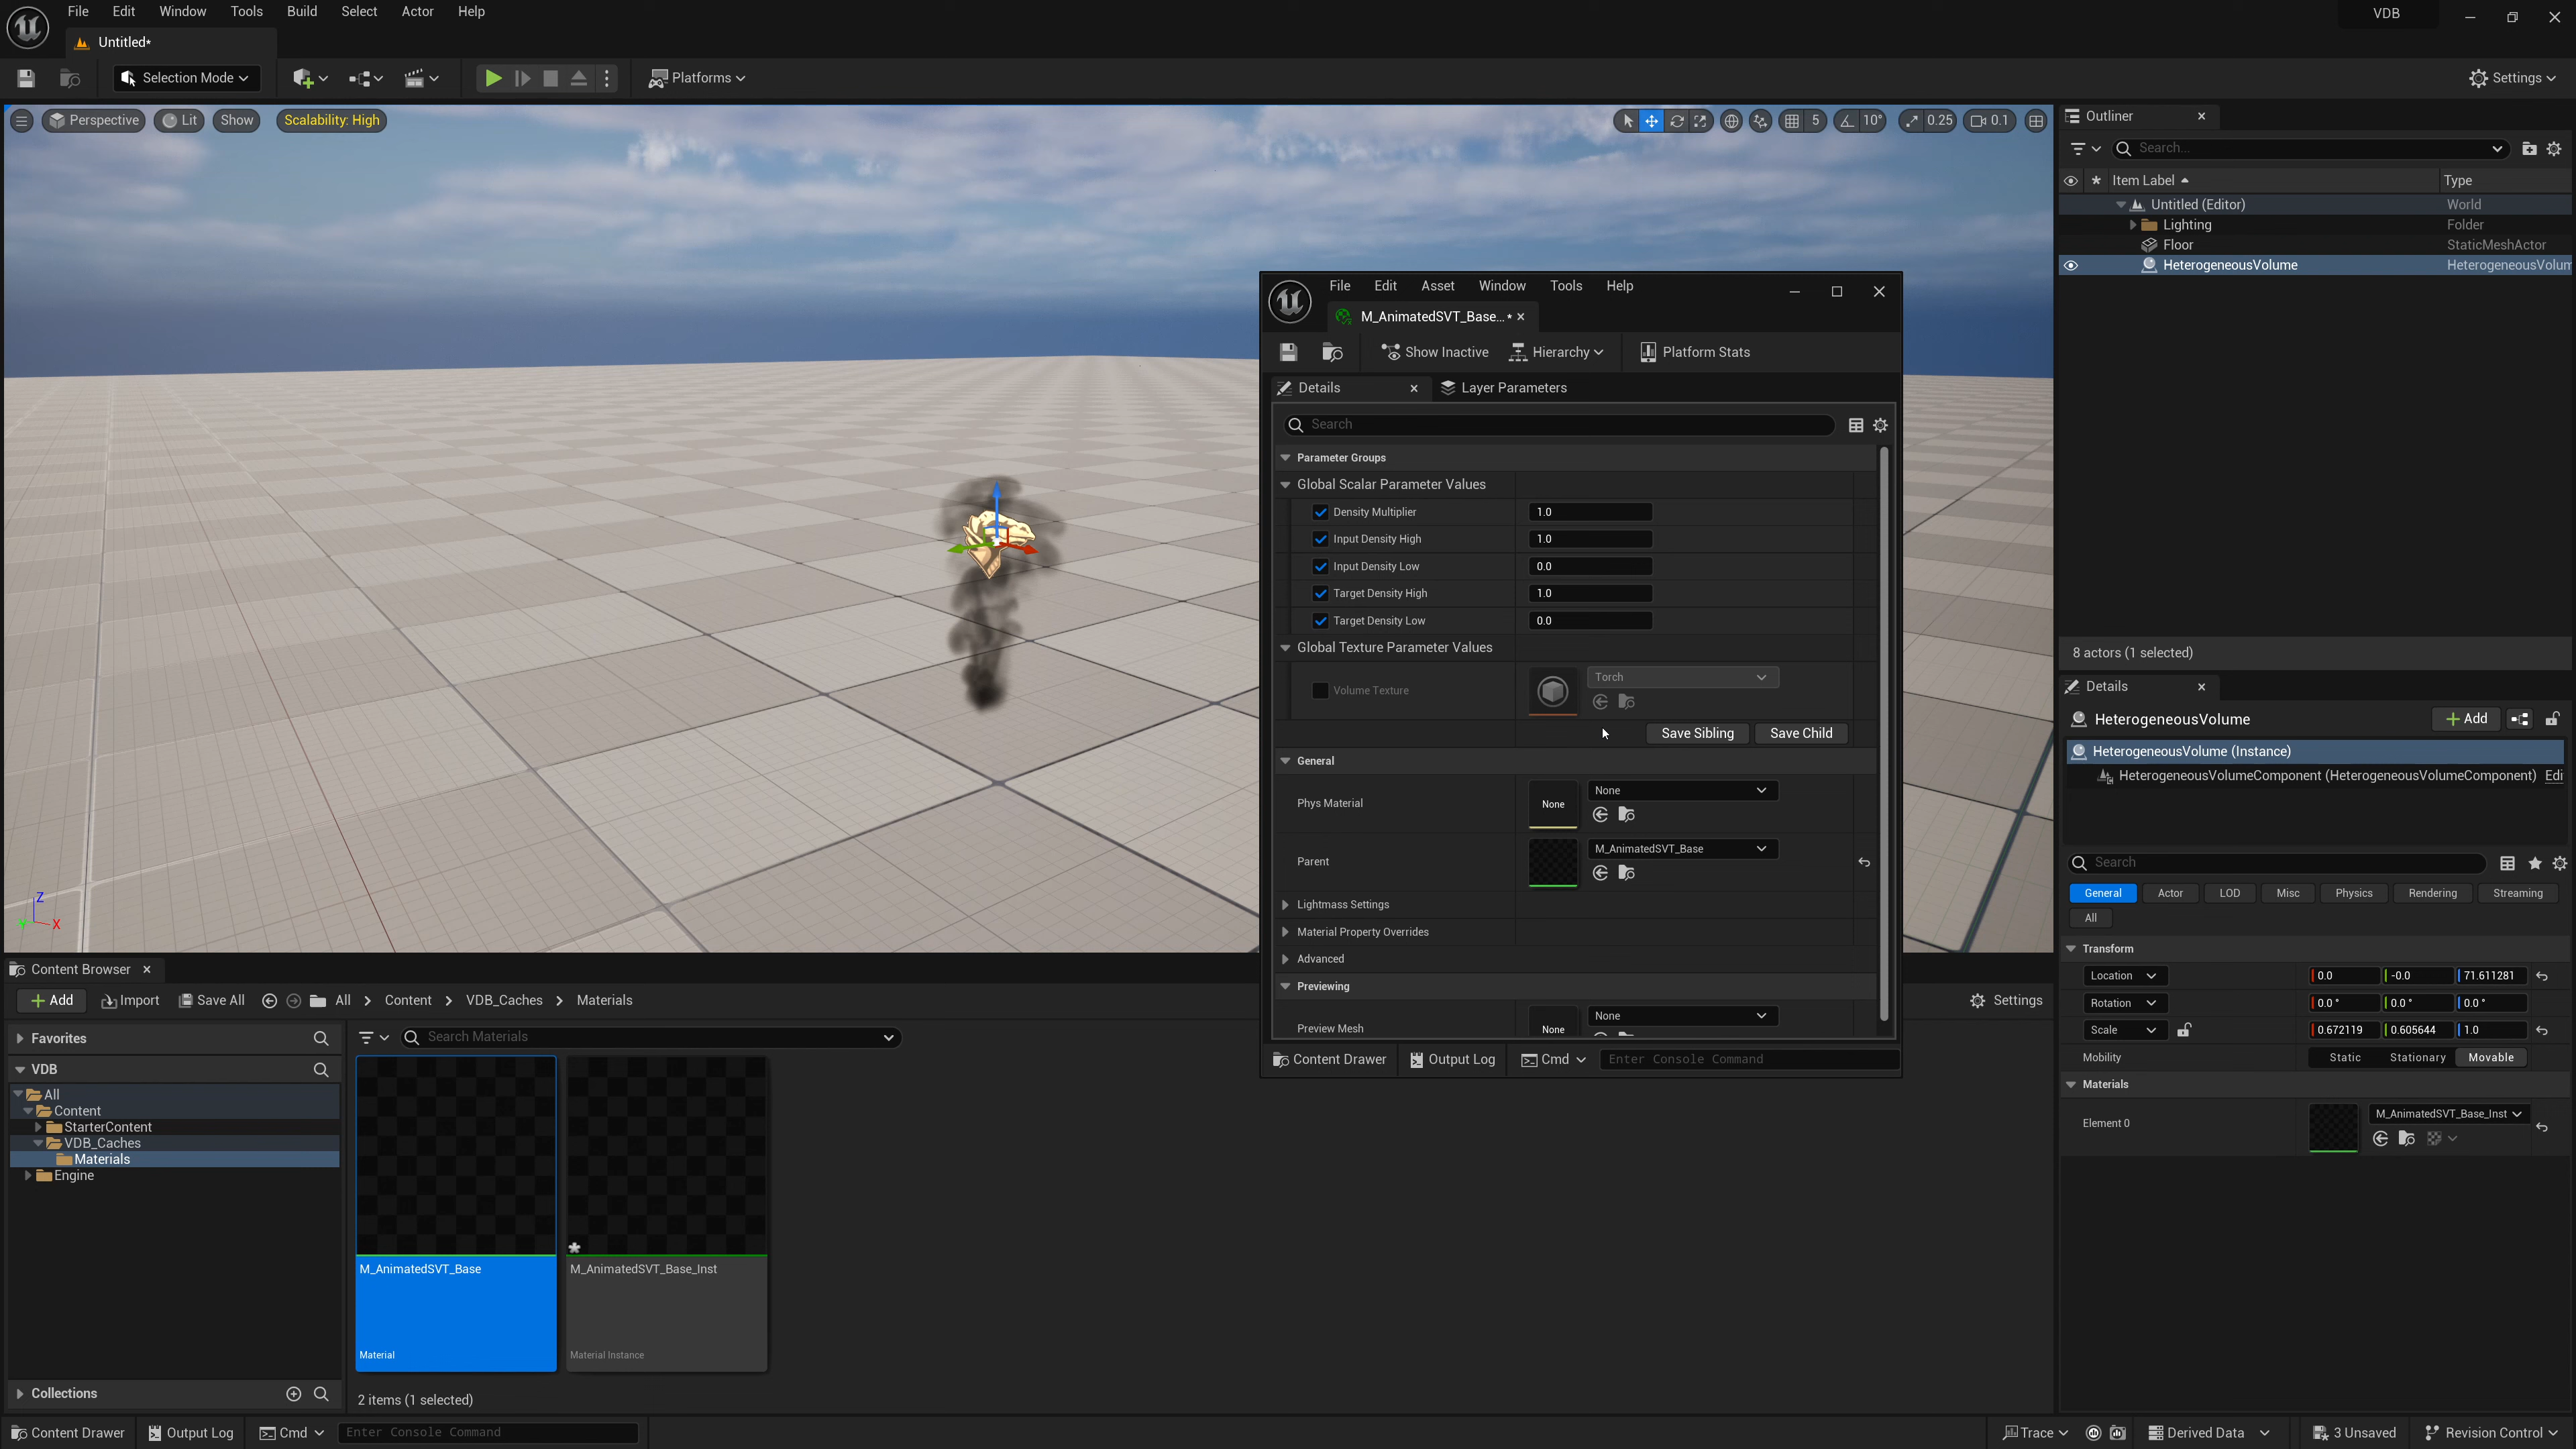 File Edit Window Tools Build Select Actor Help
VDB
Untitled*
Selection Mode
Platforms
Settings
Perspective Lit Show Scalability: High
5 10° 0.25 0.1
Outliner
Search...
Item Label Type
Untitled (Editor) World
Lighting Folder
Floor StaticMeshActor
HeterogeneousVolume HeterogeneousVolum
8 actors (1 selected)
File Edit Asset Window Tools Help
M_AnimatedSVT_Base... *
Show Inactive Hierarchy Platform Stats
Details Layer Parameters
Search
Parameter Groups
Global Scalar Parameter Values
Density Multiplier 1.0
Input Density High 1.0
Input Density Low 0.0
Target Density High 1.0
Target Density Low 0.0
Global Texture Parameter Values
Volume Texture Torch
Save Sibling Save Child
General
Phys Material None None
Parent M_AnimatedSVT_Base
Lightmass Settings
Material Property Overrides
Advanced
Previewing
Preview Mesh None None
Content Drawer Output Log Cmd Enter Console Command
Details
HeterogeneousVolume Add
HeterogeneousVolume (Instance)
HeterogeneousVolumeComponent (HeterogeneousVolumeComponent) Edi
Search
General Actor LOD Misc Physics Rendering Streaming
All
Transform
Location 0.0 -0.0 71.611281
Rotation 0.0 ° 0.0 ° 0.0 °
Scale 0.672119 0.605644 1.0
Mobility Static Stationary Movable
Materials
Element 0 M_AnimatedSVT_Base_Inst
Z
Y X
Content Browser
Add Import Save All All > Content > VDB_Caches > Materials
Settings
Favorites
Search Materials
VDB
All
Content
StarterContent
VDB_Caches
Materials
Engine
M_AnimatedSVT_Base
Material
M_AnimatedSVT_Base_Inst
Material Instance
Collections
2 items (1 selected)
Content Drawer Output Log Cmd Enter Console Command
Trace Derived Data 3 Unsaved Revision Control